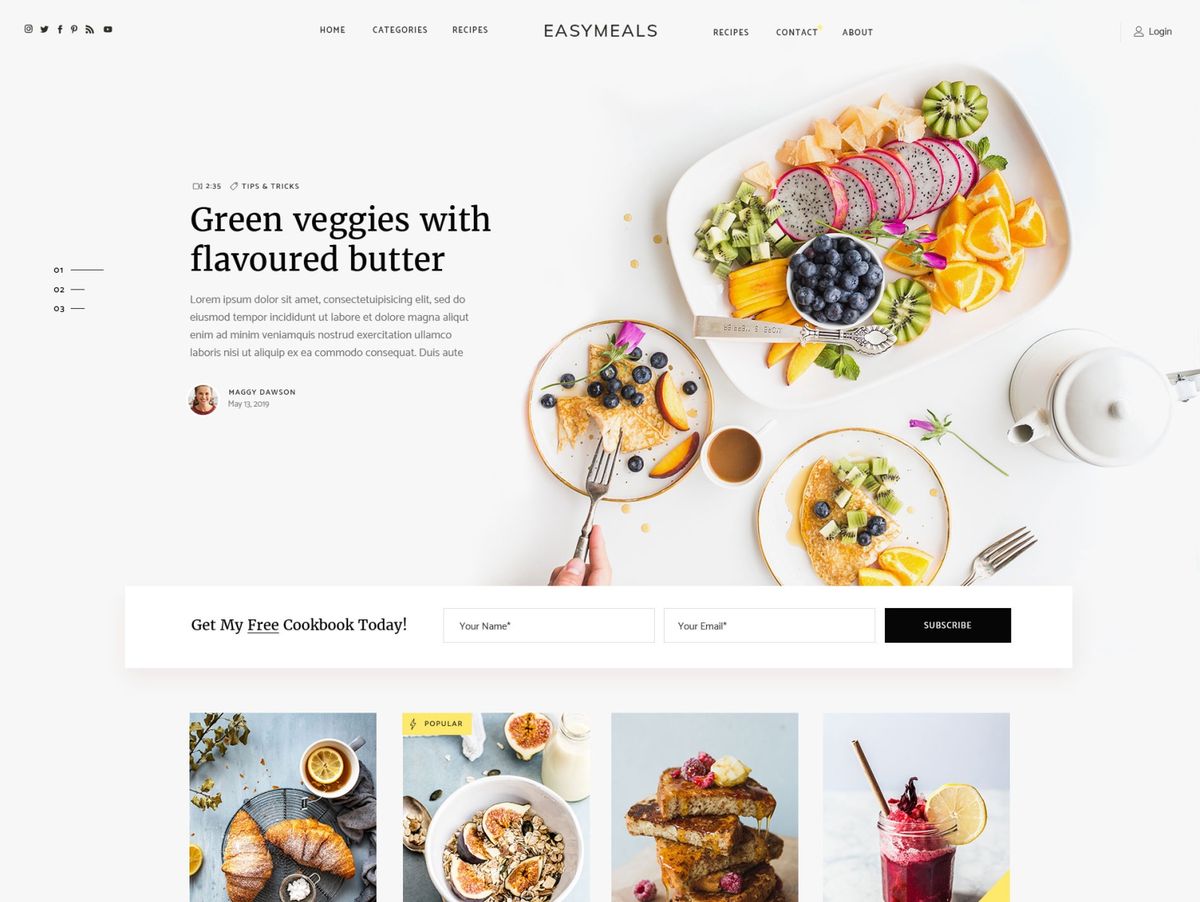 HOME CATEGORIES RECIPES EASYMEALS RECIPES CONTACT ABOUT Login
2:35 TIPS & TRICKS
Green veggies with
flavoured butter
01
02
03
Lorem ipsum dolor sit amet, consectetuipisicing elit, sed do
eiusmod tempor incididunt ut labore et dolore magna aliqut
enim ad minim veniamquis nostrud exercitation ullamco
laboris nisi ut aliquip ex ea commodo consequat. Duis aute
MAGGY DAWSON
May 13, 2019
Get My Free Cookbook Today! Your Name* Your Email* SUBSCRIBE
POPULAR